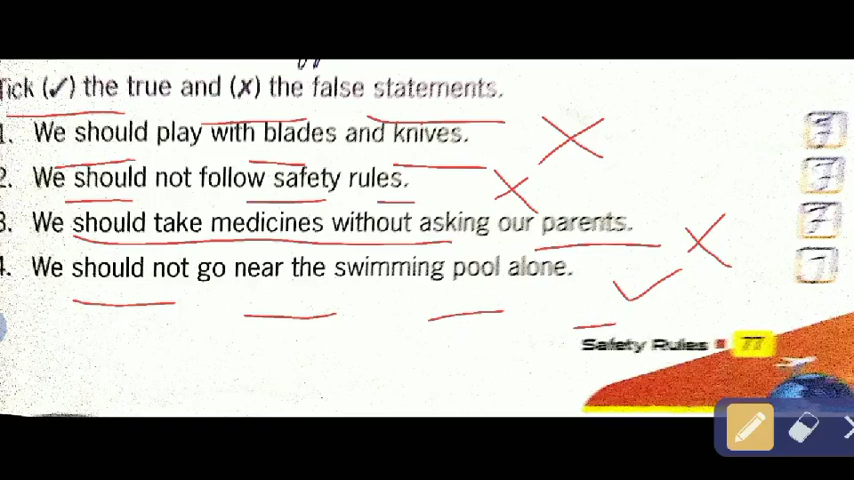 Tick (✓) the true and (✗) the false statements.
1. We should play with blades and knives.
2. We should not follow safety rules.
3. We should take medicines without asking our parents.
4. We should not go near the swimming pool alone.
Safety Rules 77